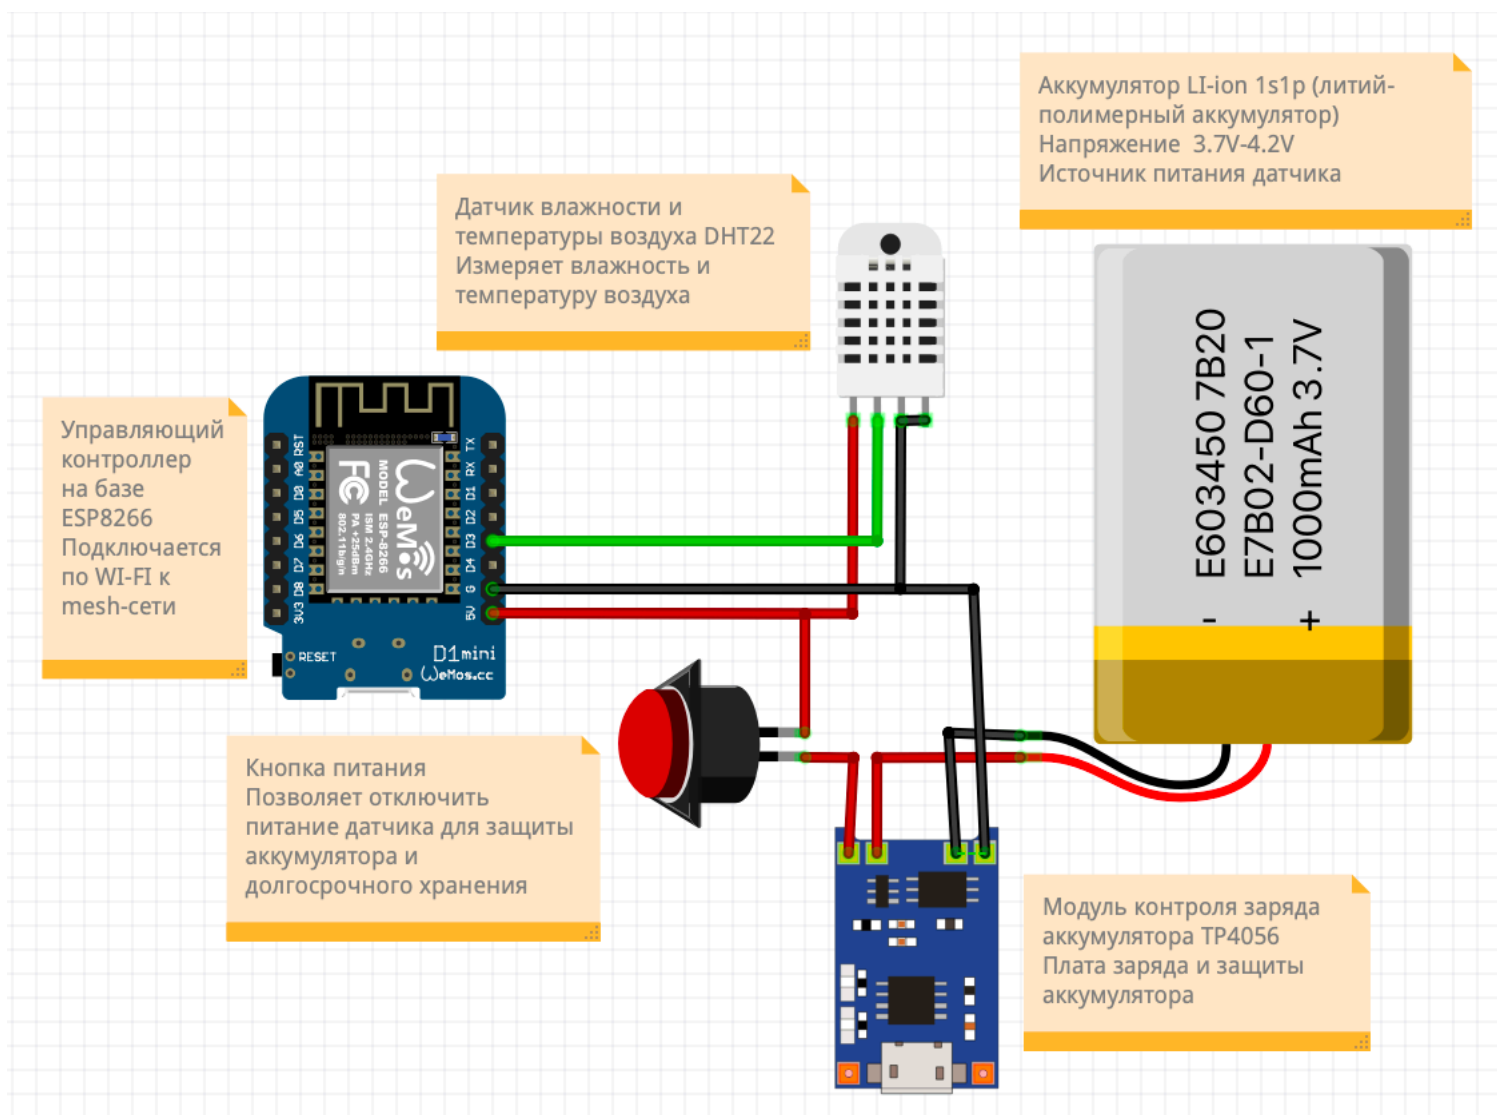 Аккумулятор LI-ion 1s1p (литий-
полимерный аккумулятор)
Напряжение  3.7V-4.2V
Источник питания датчика
Датчик влажности и
температуры воздуха DHT22
Измеряет влажность и
температуру воздуха
Управляющий
контроллер
на базе
ESP8266
Подключается
по WI-FI к
mesh-сети
RST
A0
D0
D5
D6
D7
D8
3V3
TX
RX
D1
D2
D3
D4
G
5V
WeMos
MODEL ESP-8266
ISM 2.4GHz
PA +25dBm
802.11b/g/n
FC
RESET
D1mini
WeMos.cc
E603450 7B20
E7B02-D60-1
1000mAh 3.7V
- +
Кнопка питания
Позволяет отключить
питание датчика для защиты
аккумулятора и
долгосрочного хранения
Модуль контроля заряда
аккумулятора TP4056
Плата заряда и защиты
аккумулятора